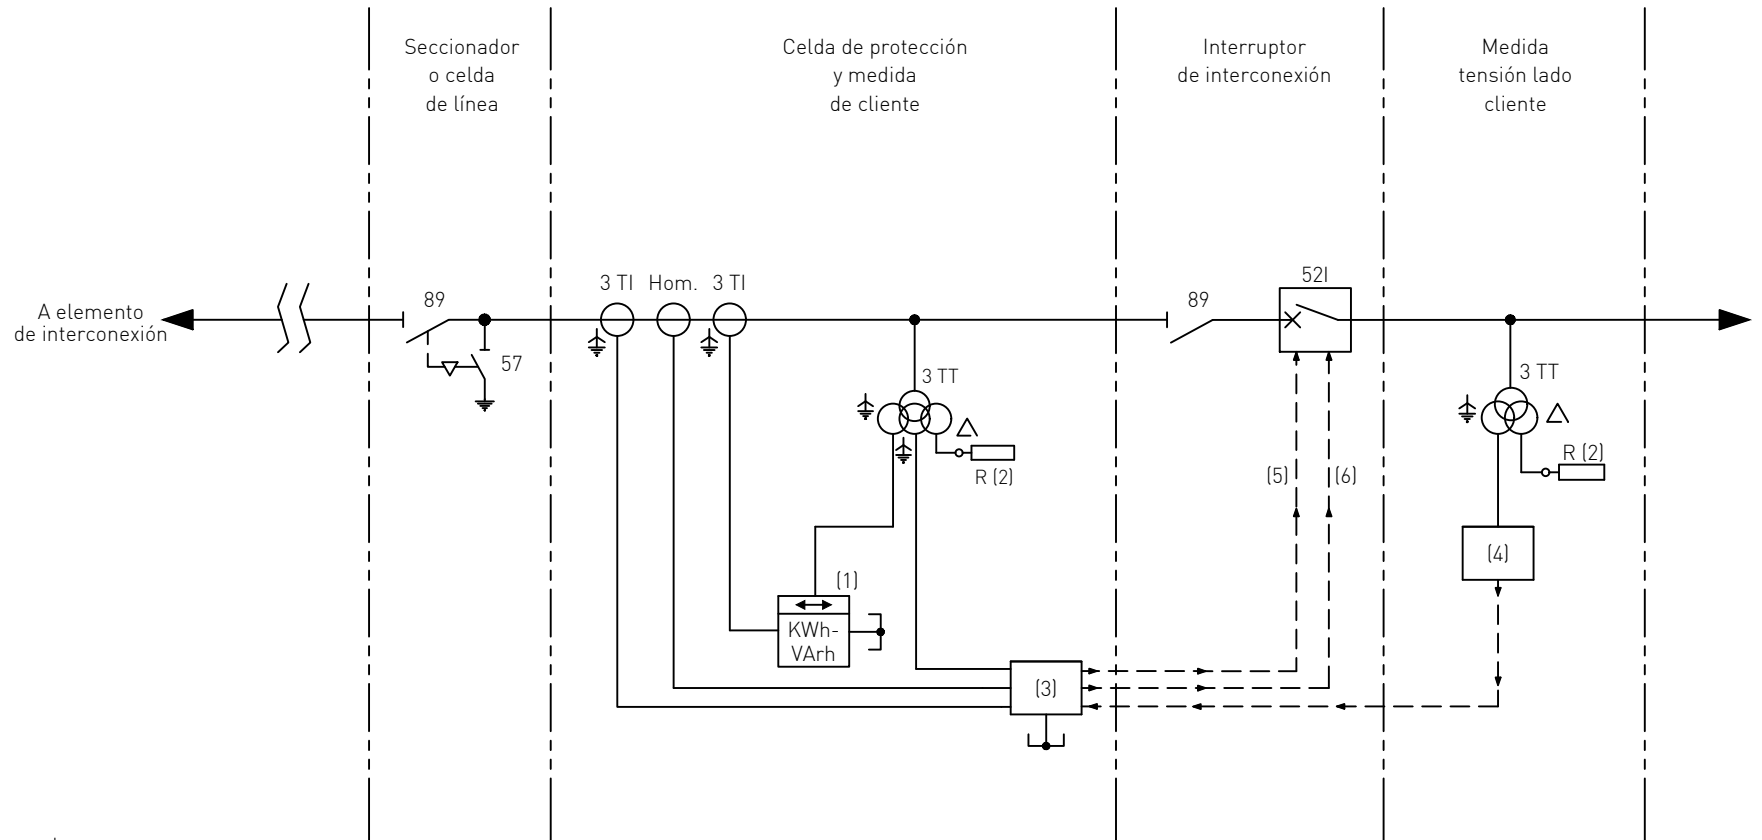 Seccionador
o celda
de línea
Celda de protección
y medida
de cliente
Interruptor
de interconexión
Medida
tensión lado
cliente
A elemento
de interconexión
89
57
3 TI
Hom.
3 TI
3 TT
R (2)
(1)
KWh-
VArh
(3)
89
52I
(5)
(6)
3 TT
R (2)
(4)